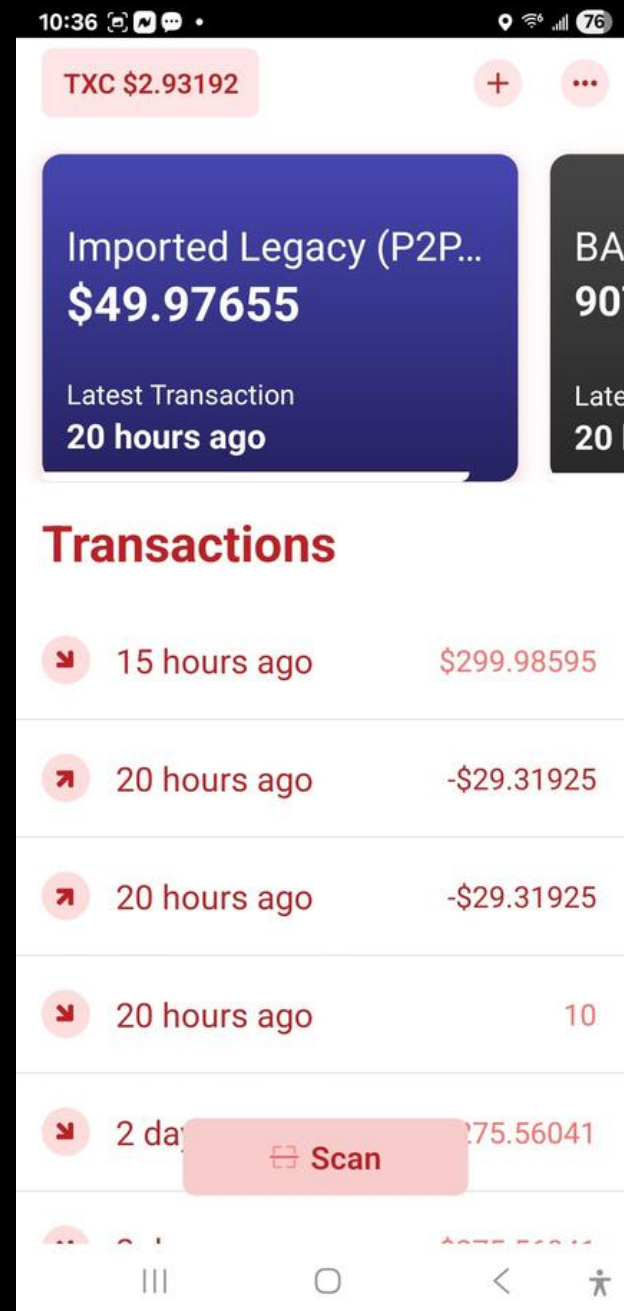 10:36
76
TXC $2.93192
Imported Legacy (P2P...
$49.97655
Latest Transaction
20 hours ago
BA
90
Late
20
Transactions
15 hours ago $299.98595
20 hours ago -$29.31925
20 hours ago -$29.31925
20 hours ago 10
2 da 75.56041
Scan